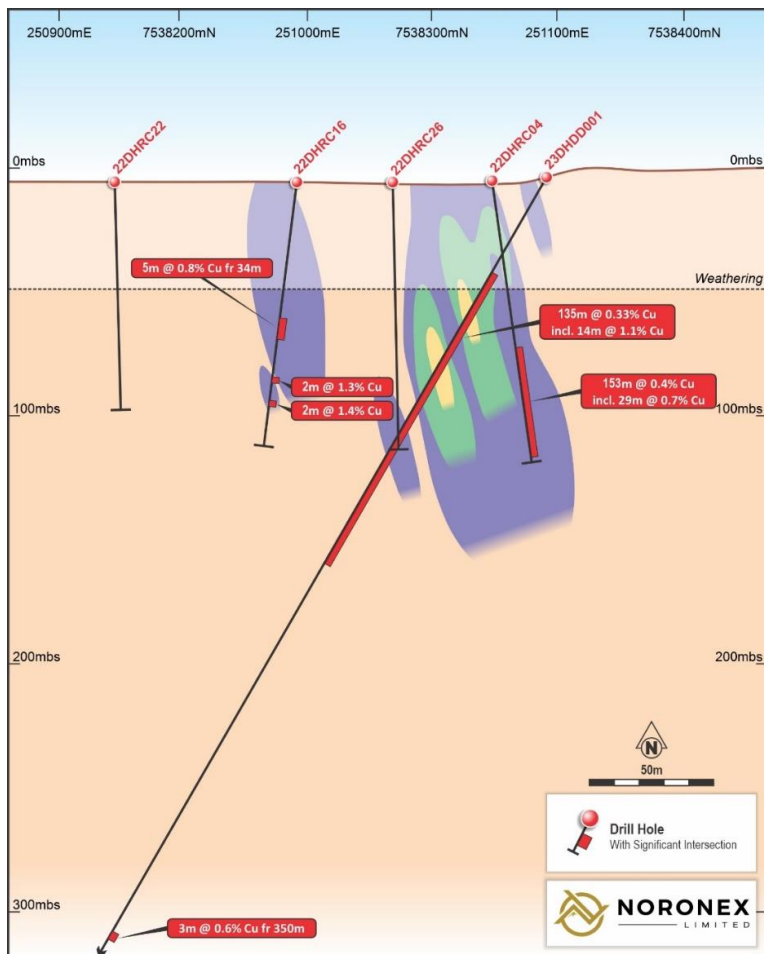 250900mE 7538200mN 251000mE 7538300mN 251100mE 7538400mN
22DHRC22
22DHRC16
22DHRC26
22DHRC04
23DHDD001
0mbs
0mbs
5m @ 0.8% Cu fr 34m
Weathering
135m @ 0.33% Cu
incl. 14m @ 1.1% Cu
2m @ 1.3% Cu
2m @ 1.4% Cu
153m @ 0.4% Cu
incl. 29m @ 0.7% Cu
100mbs
100mbs
200mbs
200mbs
N
50m
Drill Hole
With Significant Intersection
300mbs
3m @ 0.6% Cu fr 350m
NORONEX
LIMITED